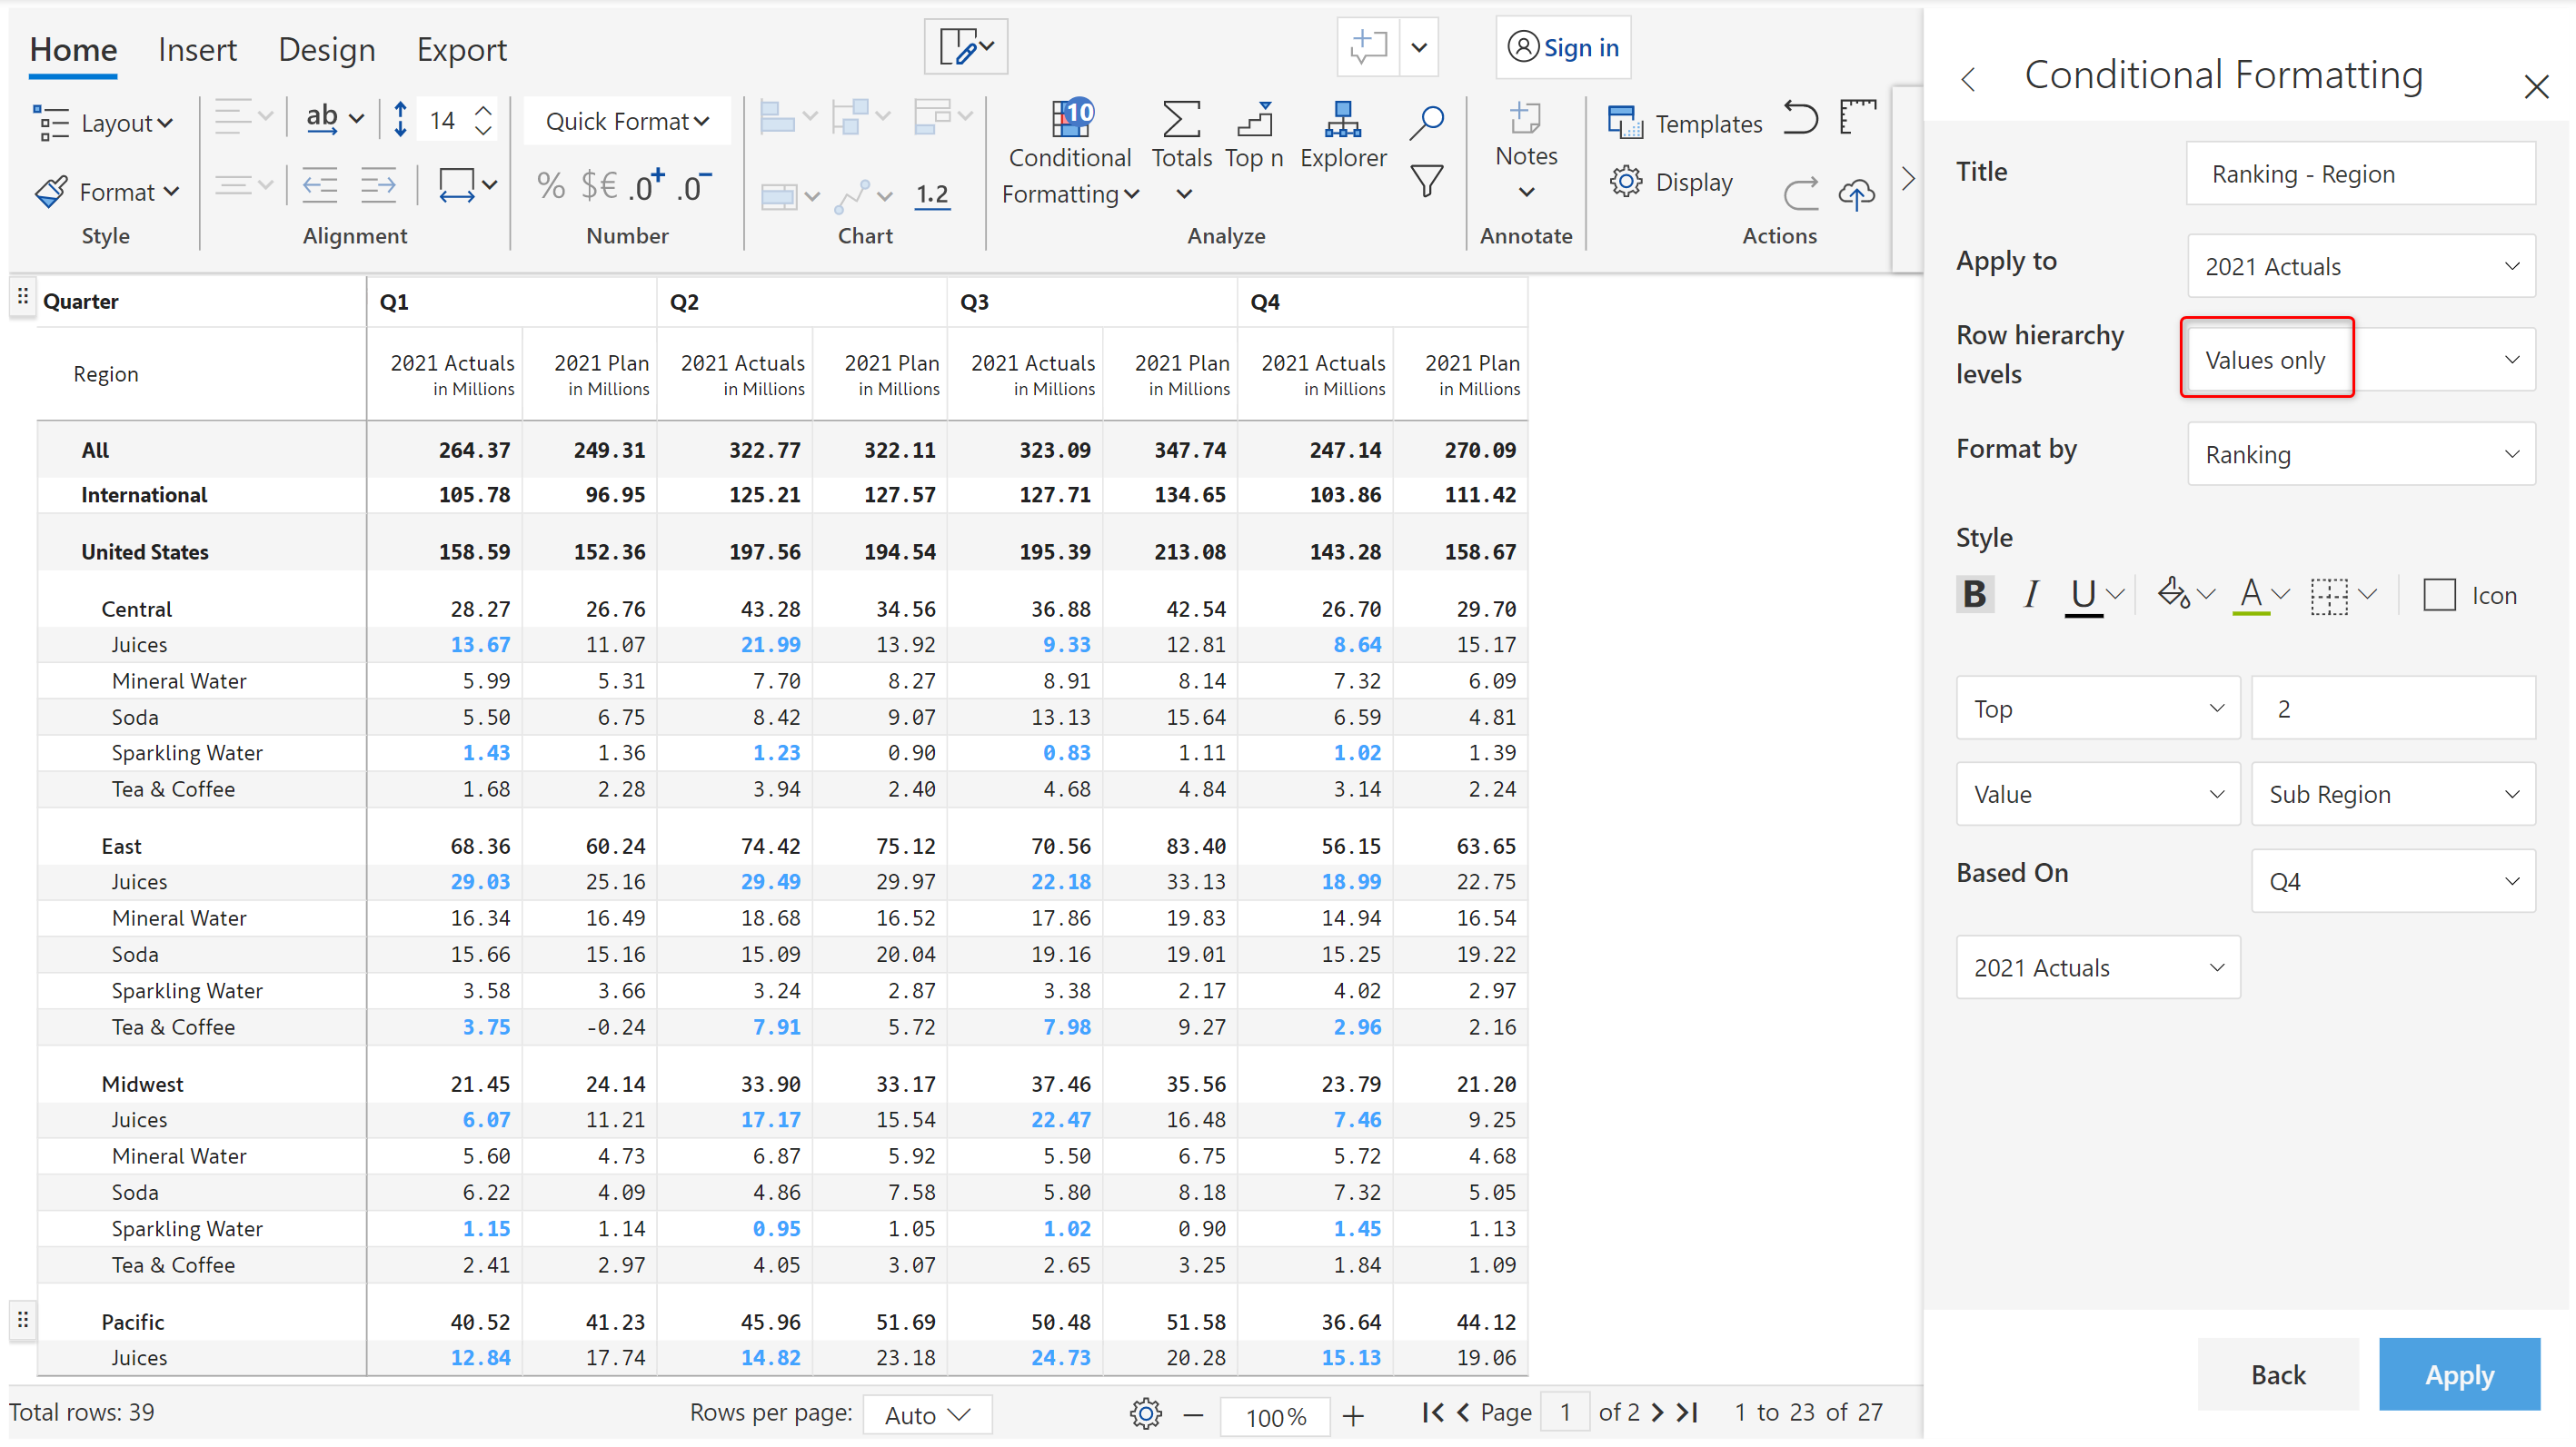 Home Insert Design Export Sign in
Layout ab 14 Quick Format 10 Templates
Conditional Totals Top n Explorer Notes
Format % $€ .0+ .0- 1.2 Formatting Display
Style Alignment Number Chart Analyze Annotate Actions
Quarter Q1 Q2 Q3 Q4
Region 2021 Actuals 2021 Plan 2021 Actuals 2021 Plan 2021 Actuals 2021 Plan 2021 Actuals 2021 Plan
in Millions in Millions in Millions in Millions in Millions in Millions in Millions in Millions
All 264.37 249.31 322.77 322.11 323.09 347.74 247.14 270.09
International 105.78 96.95 125.21 127.57 127.71 134.65 103.86 111.42
United States 158.59 152.36 197.56 194.54 195.39 213.08 143.28 158.67
Central 28.27 26.76 43.28 34.56 36.88 42.54 26.70 29.70
Juices 13.67 11.07 21.99 13.92 9.33 12.81 8.64 15.17
Mineral Water 5.99 5.31 7.70 8.27 8.91 8.14 7.32 6.09
Soda 5.50 6.75 8.42 9.07 13.13 15.64 6.59 4.81
Sparkling Water 1.43 1.36 1.23 0.90 0.83 1.11 1.02 1.39
Tea & Coffee 1.68 2.28 3.94 2.40 4.68 4.84 3.14 2.24
East 68.36 60.24 74.42 75.12 70.56 83.40 56.15 63.65
Juices 29.03 25.16 29.49 29.97 22.18 33.13 18.99 22.75
Mineral Water 16.34 16.49 18.68 16.52 17.86 19.83 14.94 16.54
Soda 15.66 15.16 15.09 20.04 19.16 19.01 15.25 19.22
Sparkling Water 3.58 3.66 3.24 2.87 3.38 2.17 4.02 2.97
Tea & Coffee 3.75 -0.24 7.91 5.72 7.98 9.27 2.96 2.16
Midwest 21.45 24.14 33.90 33.17 37.46 35.56 23.79 21.20
Juices 6.07 11.21 17.17 15.54 22.47 16.48 7.46 9.25
Mineral Water 5.60 4.73 6.87 5.92 5.50 6.75 5.72 4.68
Soda 6.22 4.09 4.86 7.58 5.80 8.18 7.32 5.05
Sparkling Water 1.15 1.14 0.95 1.05 1.02 0.90 1.45 1.13
Tea & Coffee 2.41 2.97 4.05 3.07 2.65 3.25 1.84 1.09
Pacific 40.52 41.23 45.96 51.69 50.48 51.58 36.64 44.12
Juices 12.84 17.74 14.82 23.18 24.73 20.28 15.13 19.06
Total rows: 39 Rows per page: Auto 100% Page 1 of 2 1 to 23 of 27
Conditional Formatting
Title Ranking - Region
Apply to 2021 Actuals
Row hierarchy
levels Values only
Format by Ranking
Style
B I U A Icon
Top 2
Value Sub Region
Based On Q4
2021 Actuals
Back Apply